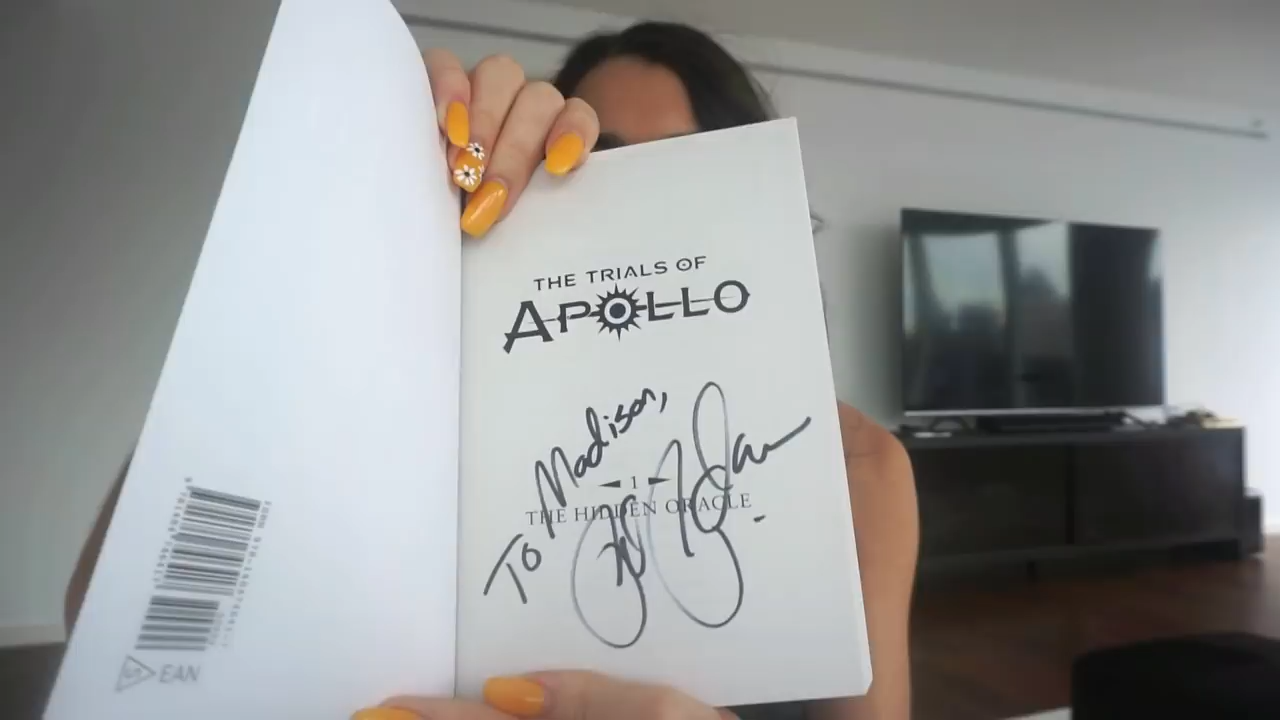 THE TRIALS OF
APOLLO
To Madison,
1
THE HIDDEN ORACLE
EAN